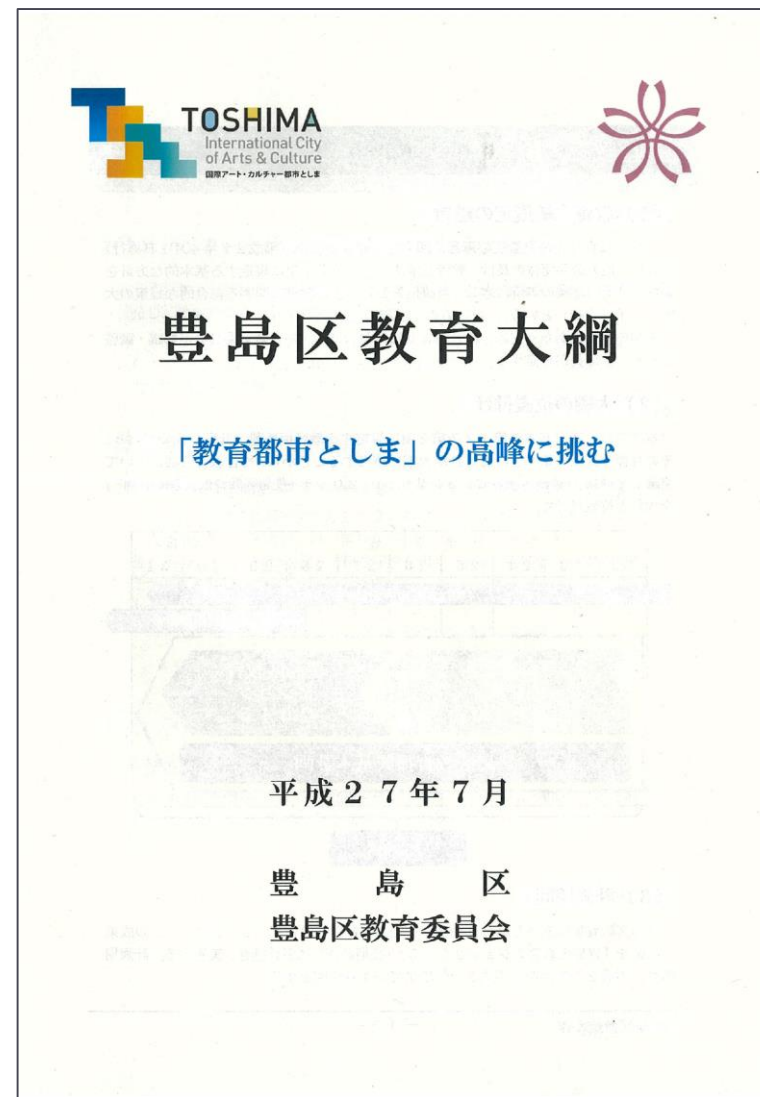 TOSHIMA
International City
of Arts & Culture
国際アート・カルチャー都市としま
豊島区教育大綱
「教育都市としま」の高峰に挑む
平成２７年７月
豊島区
豊島区教育委員会